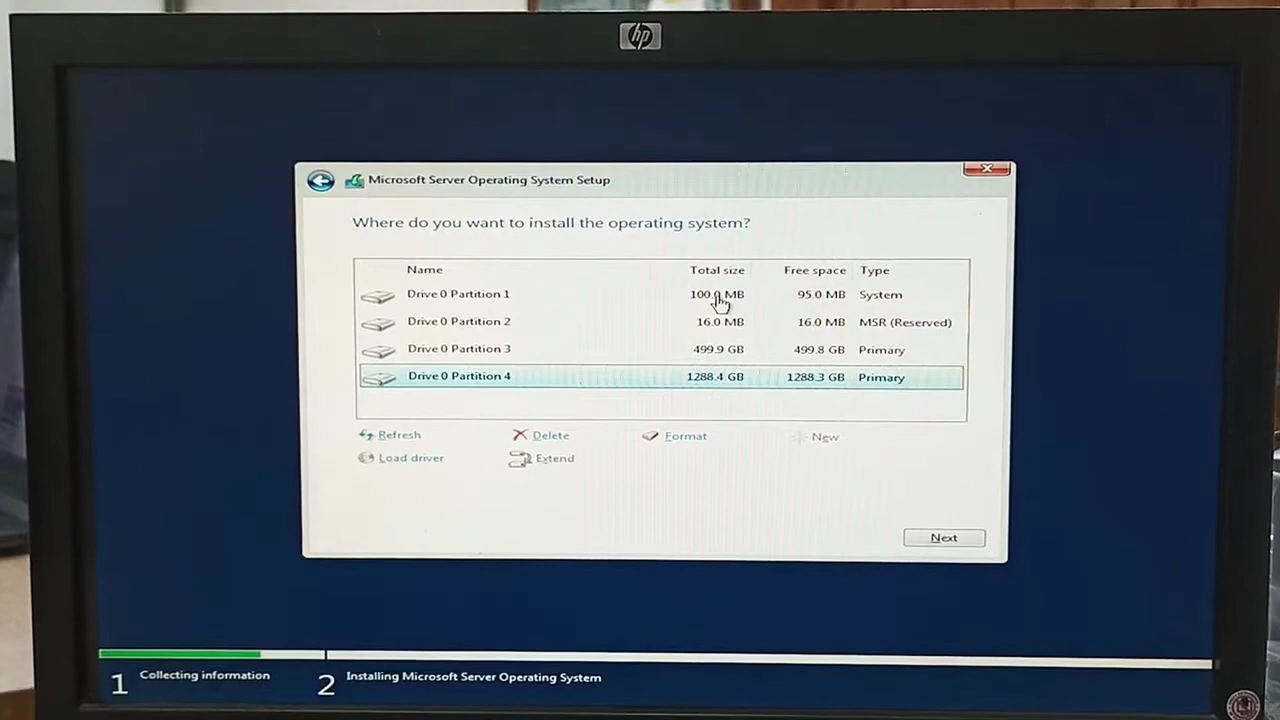 hp
Microsoft Server Operating System Setup
Where do you want to install the operating system?
Name Total size Free space Type
Drive 0 Partition 1 100.0 MB 95.0 MB System
Drive 0 Partition 2 16.0 MB 16.0 MB MSR (Reserved)
Drive 0 Partition 3 499.9 GB 499.8 GB Primary
Drive 0 Partition 4 1288.4 GB 1288.3 GB Primary
Refresh Delete Format New
Load driver Extend
Next
1 Collecting information 2 Installing Microsoft Server Operating System